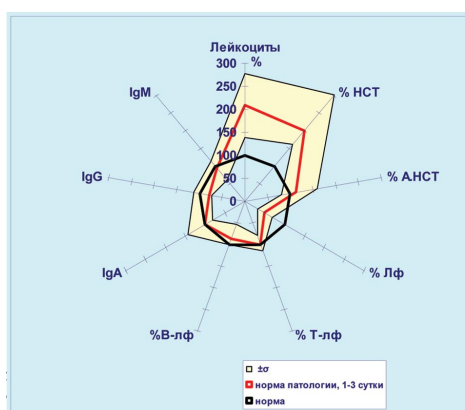 Лейкоциты
%
300
250
200
150
100
50
0
% НСТ
% А.НСТ
% Лф
% Т-лф
%В-лф
IgA
IgG
IgM
±σ
норма патологии, 1-3 сутки
норма